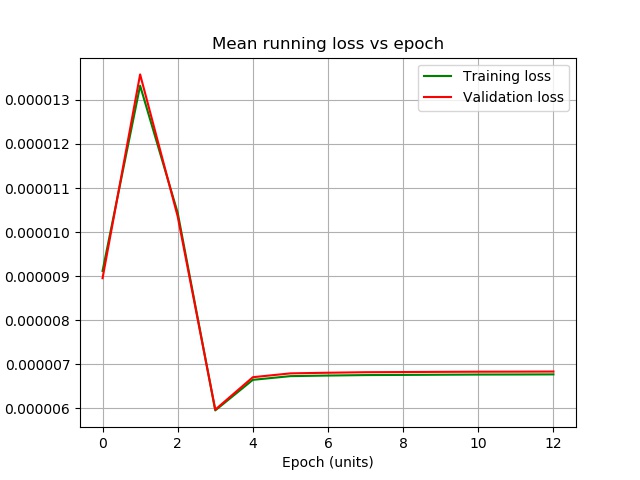 Mean running loss vs epoch
Training loss
Validation loss
0.000013
0.000012
0.000011
0.000010
0.000009
0.000008
0.000007
0.000006
0 2 4 6 8 10 12
Epoch (units)